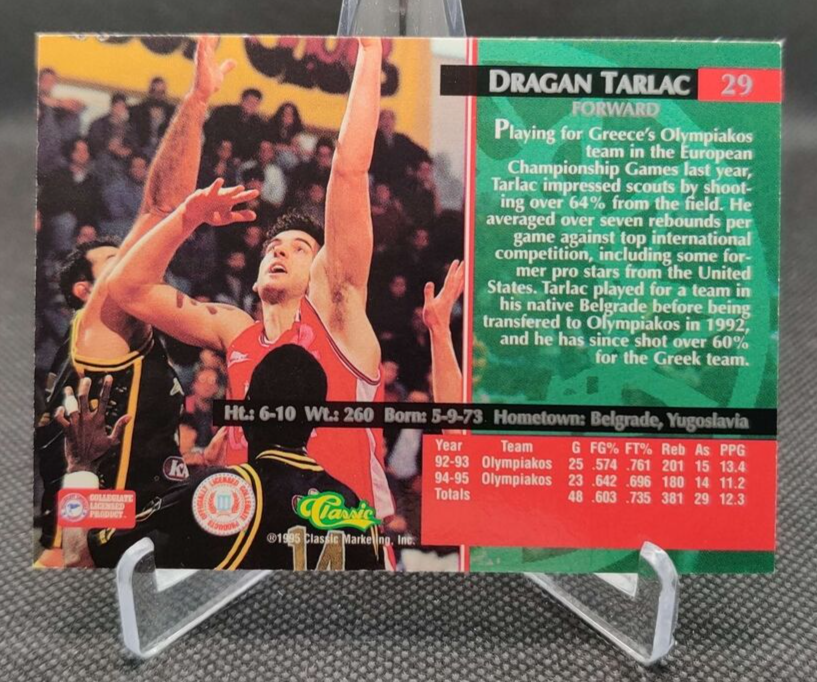 DRAGAN TARLAC 29
FORWARD
Playing for Greece's Olympiakos
team in the European
Championship Games last year,
Tarlac impressed scouts by shoot-
ing over 64% from the field. He
averaged over seven rebounds per
game against top international
competition, including some for-
mer pro stars from the United
States. Tarlac played for a team in
his native Belgrade before being
transfered to Olympiakos in 1992,
and he has since shot over 60%
for the Greek team.
Ht.: 6-10 Wt.: 260 Born: 5-9-73 Hometown: Belgrade, Yugoslavia
Year Team G FG% FT% Reb As PPG
92-93 Olympiakos 25 .574 .761 201 15 13.4
94-95 Olympiakos 23 .642 .696 180 14 11.2
Totals 48 .603 .735 381 29 12.3
COLLEGIATE
LICENSED
PRODUCT
Classic
®1995 Classic Marketing, Inc.
14